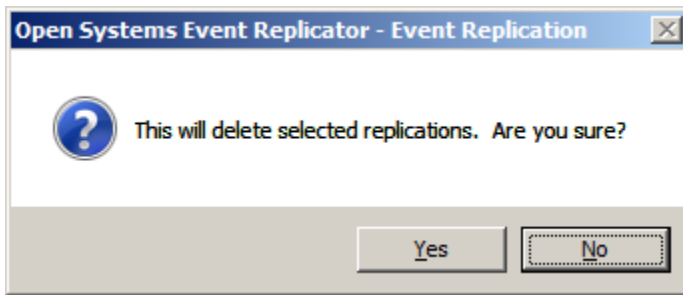 Open Systems Event Replicator - Event Replication
This will delete selected replications.  Are you sure?
Yes
No